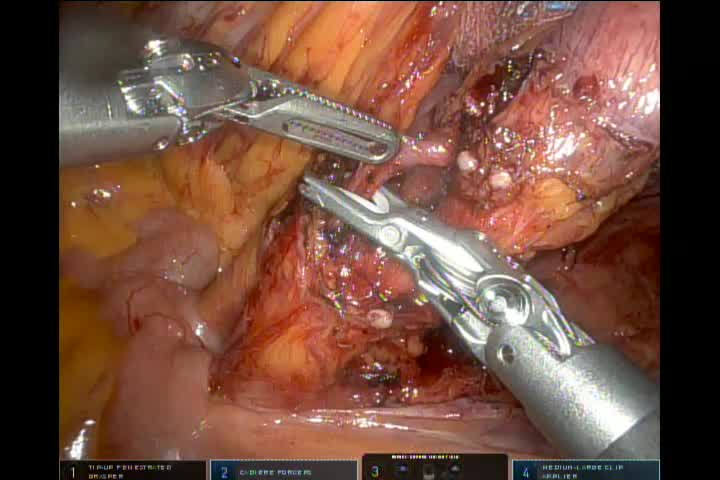 1 TIP-UP FENESTRATED
GRASPER
2 CADIERE FORCEPS
3
4 MEDIUM-LARGE CLIP
APPLIER